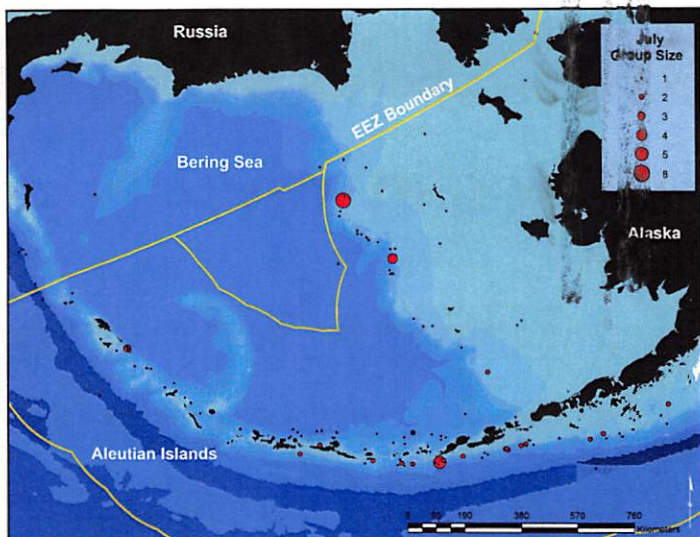 Russia
July
Group Size
1
2
3
4
5
8
EEZ Boundary
Bering Sea
Alaska
Aleutian Islands
0 95 190 380 570 760
Kilometers